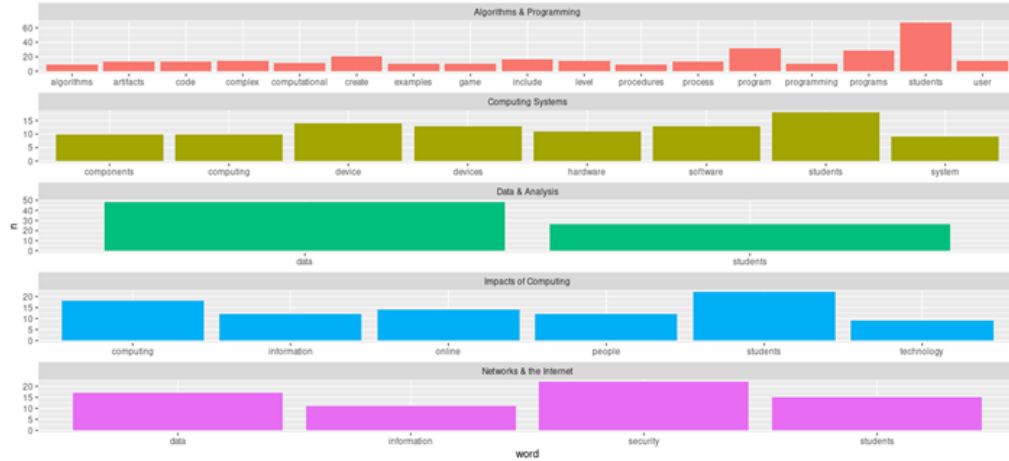 Algorithms & Programming
60
40
20
0
algorithms artifacts code complex computational create examples game include level procedures process program programming programs students user
Computing Systems
15
10
5
0
components computing device devices hardware software students system
Data & Analysis
50
40
30
20
10
0
data students
n
Impacts of Computing
20
15
10
5
0
computing information online people students technology
Networks & the Internet
20
15
10
5
0
data information security students
word